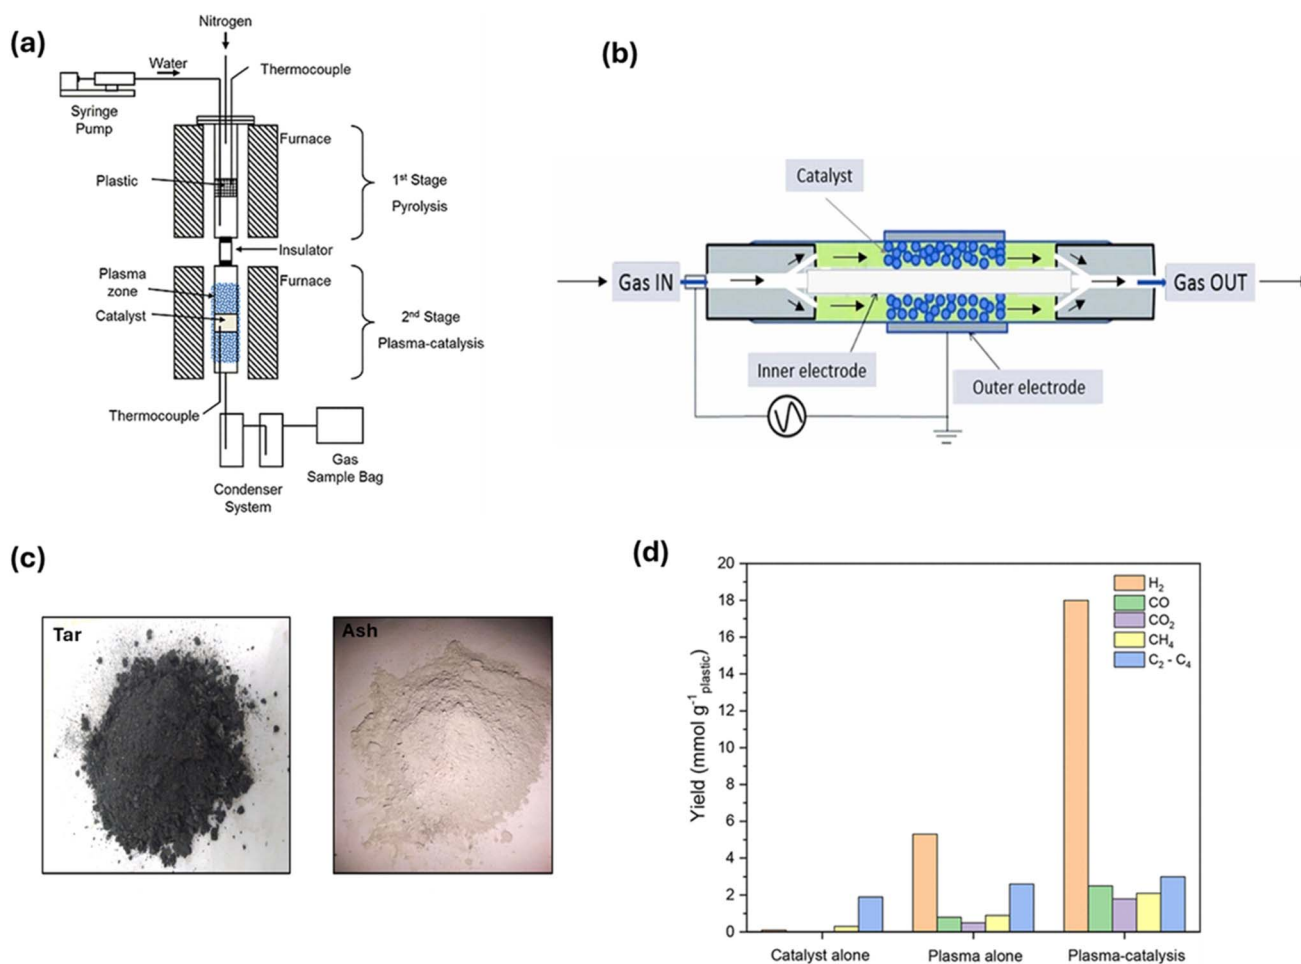 (a)
Nitrogen
Water
Thermocouple
Syringe
Pump
Furnace
Plastic
1st Stage
Pyrolysis
Insulator
Plasma
zone
Furnace
Catalyst
2nd Stage
Plasma-catalysis
Thermocouple
Gas
Sample Bag
Condenser
System
(b)
Catalyst
Gas IN
Gas OUT
Inner electrode
Outer electrode
(c)
Tar
Ash
(d)
Yield (mmol g-1 plastic)
20
18
16
14
12
10
8
6
4
2
0
H2
CO
CO2
CH4
C2 - C4
Catalyst alone
Plasma alone
Plasma-catalysis